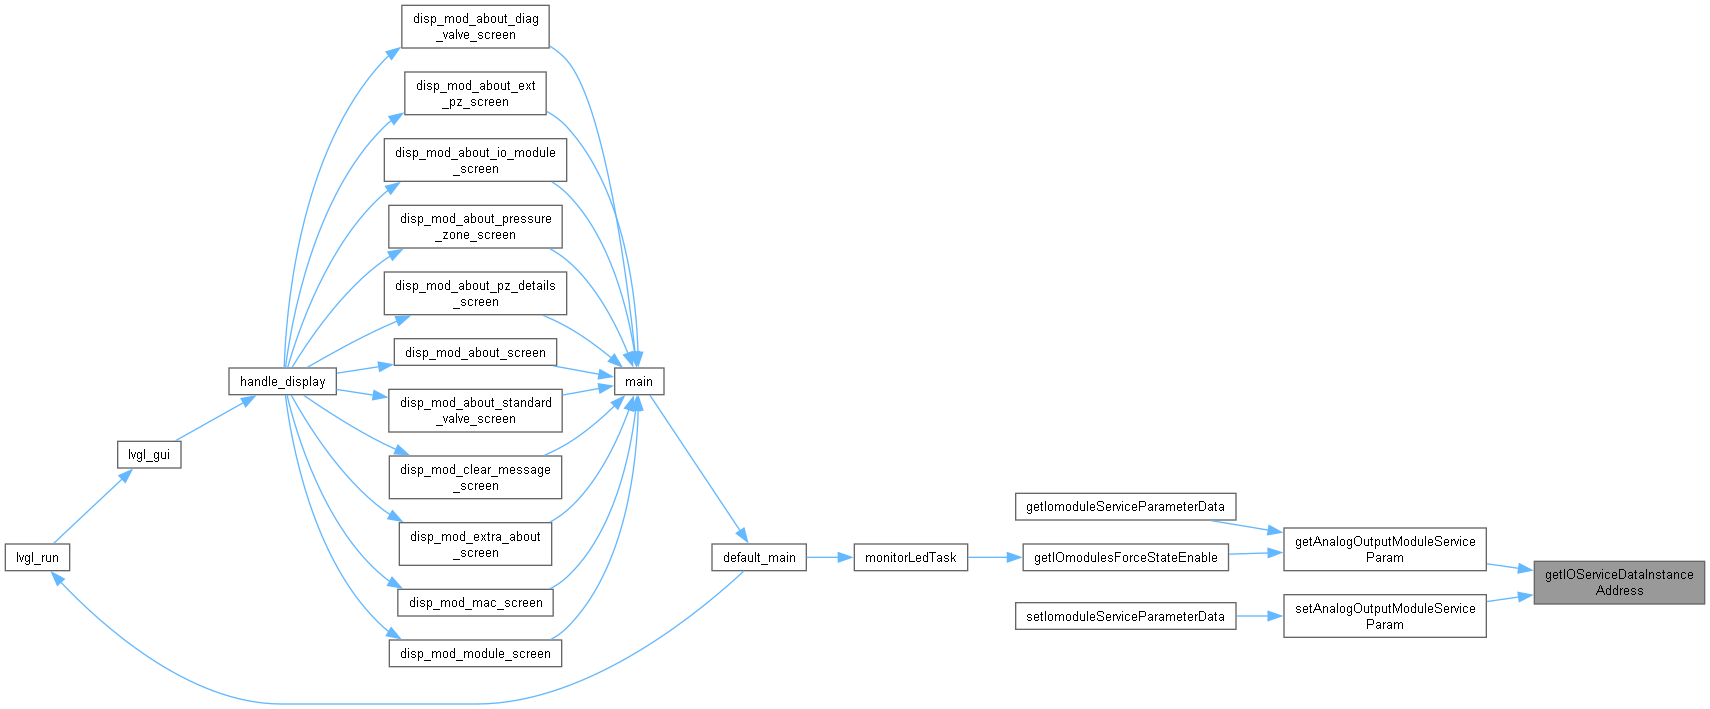 disp_mod_about_diag
_valve_screen
disp_mod_about_ext
_pz_screen
disp_mod_about_io_module
_screen
disp_mod_about_pressure
_zone_screen
disp_mod_about_pz_details
_screen
disp_mod_about_screen
handle_display
main
disp_mod_about_standard
_valve_screen
lvgl_gui
disp_mod_clear_message
_screen
getIomoduleServiceParameterData
disp_mod_extra_about
_screen
lvgl_run
default_main
monitorLedTask
getIOmodulesForceStateEnable
getAnalogOutputModuleService
Param
getIOServiceDataInstance
Address
disp_mod_mac_screen
setIomoduleServiceParameterData
setAnalogOutputModuleService
Param
disp_mod_module_screen